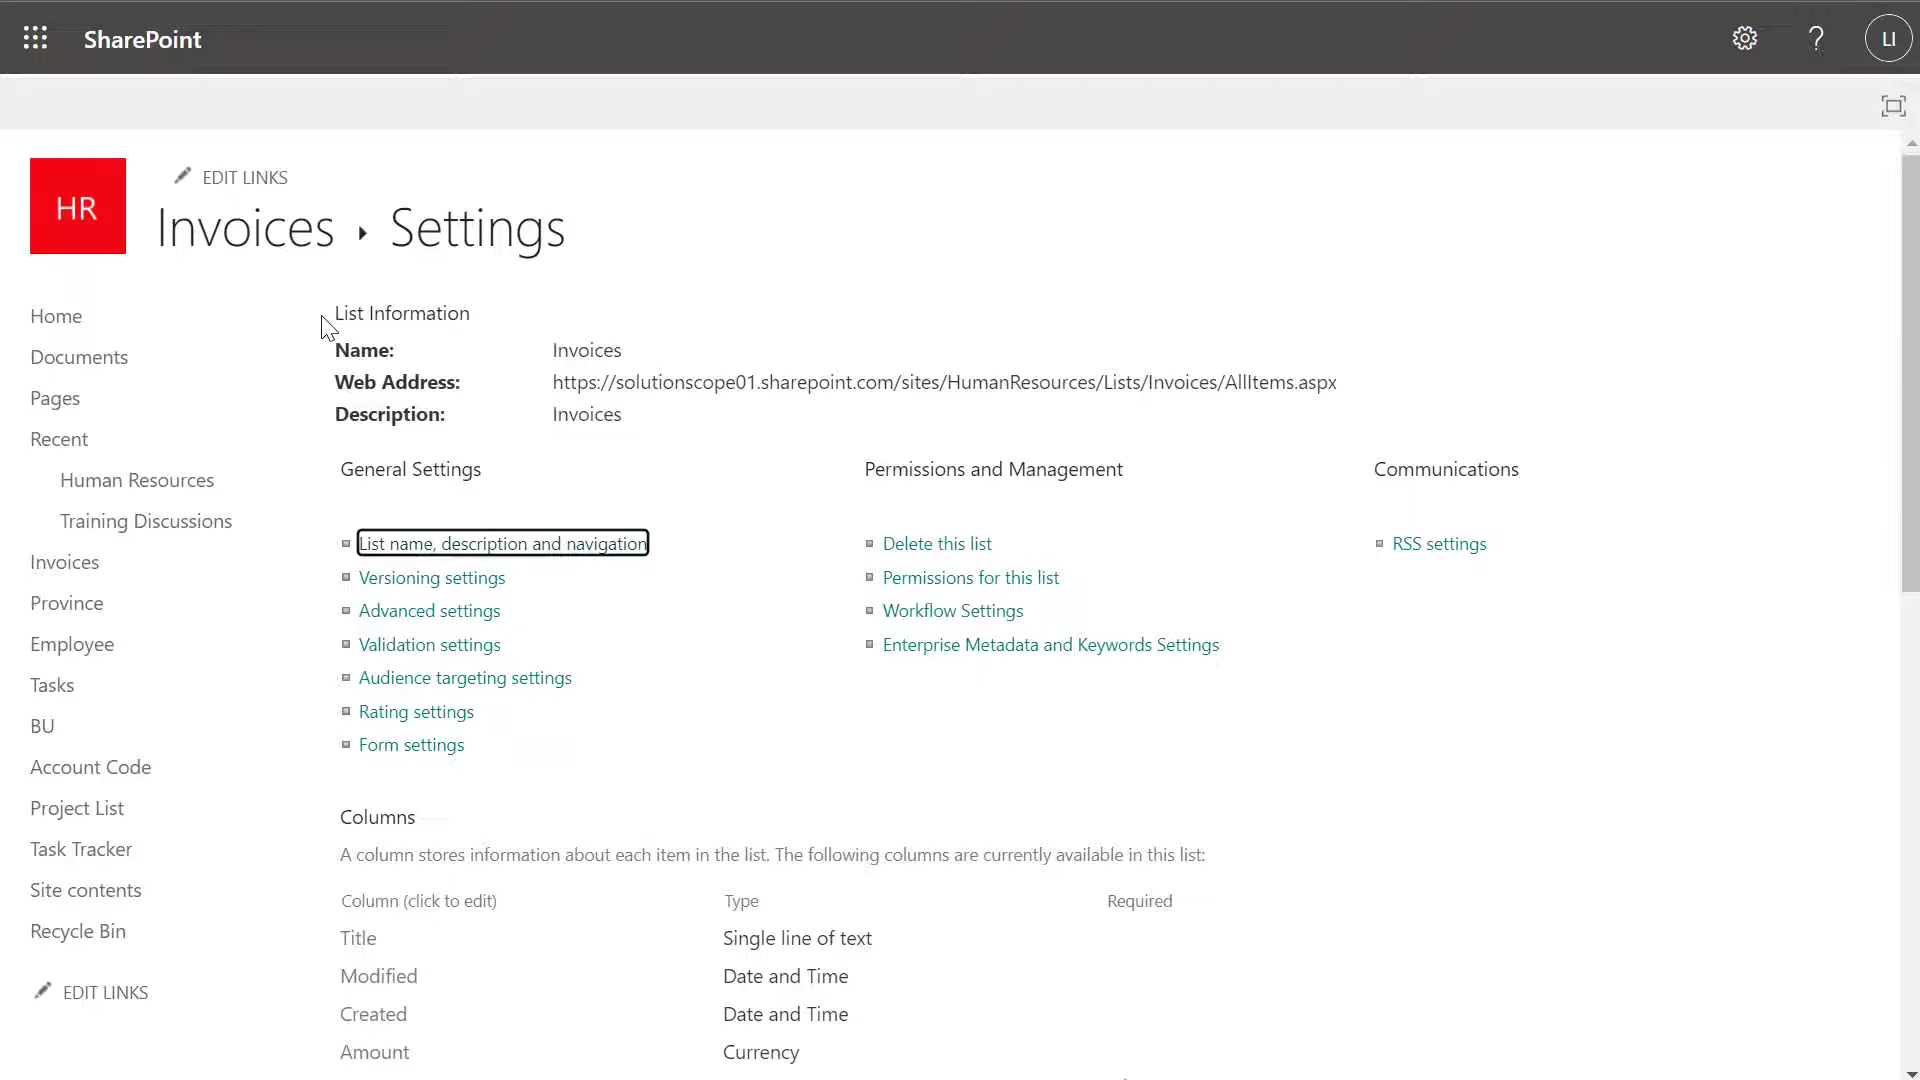 SharePoint
?
LI
HR
EDIT LINKS
Invoices ▸ Settings
Home
Documents
Pages
Recent
Human Resources
Training Discussions
Invoices
Province
Employee
Tasks
BU
Account Code
Project List
Task Tracker
Site contents
Recycle Bin
EDIT LINKS
List Information
Name: Invoices
Web Address: https://solutionscope01.sharepoint.com/sites/HumanResources/Lists/Invoices/AllItems.aspx
Description: Invoices
General Settings
List name, description and navigation
Versioning settings
Advanced settings
Validation settings
Audience targeting settings
Rating settings
Form settings
Permissions and Management
Delete this list
Permissions for this list
Workflow Settings
Enterprise Metadata and Keywords Settings
Communications
RSS settings
Columns
A column stores information about each item in the list. The following columns are currently available in this list:
Column (click to edit) Type Required
Title Single line of text
Modified Date and Time
Created Date and Time
Amount Currency